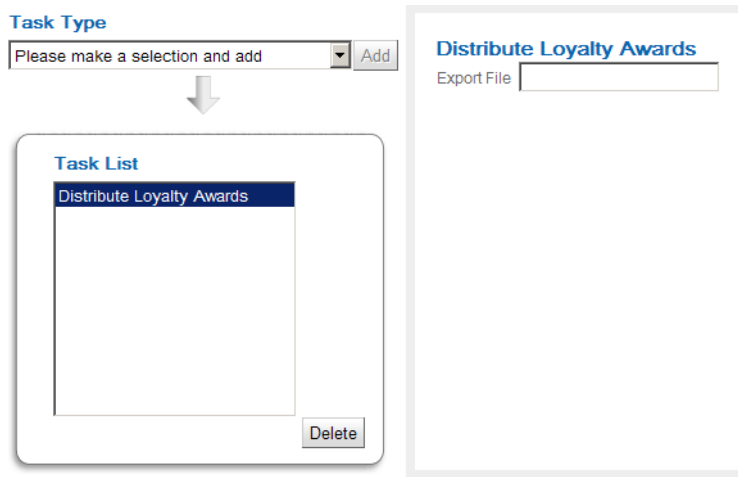 Task Type
Please make a selection and add
Add
Task List
Distribute Loyalty Awards
Delete
Distribute Loyalty Awards
Export File